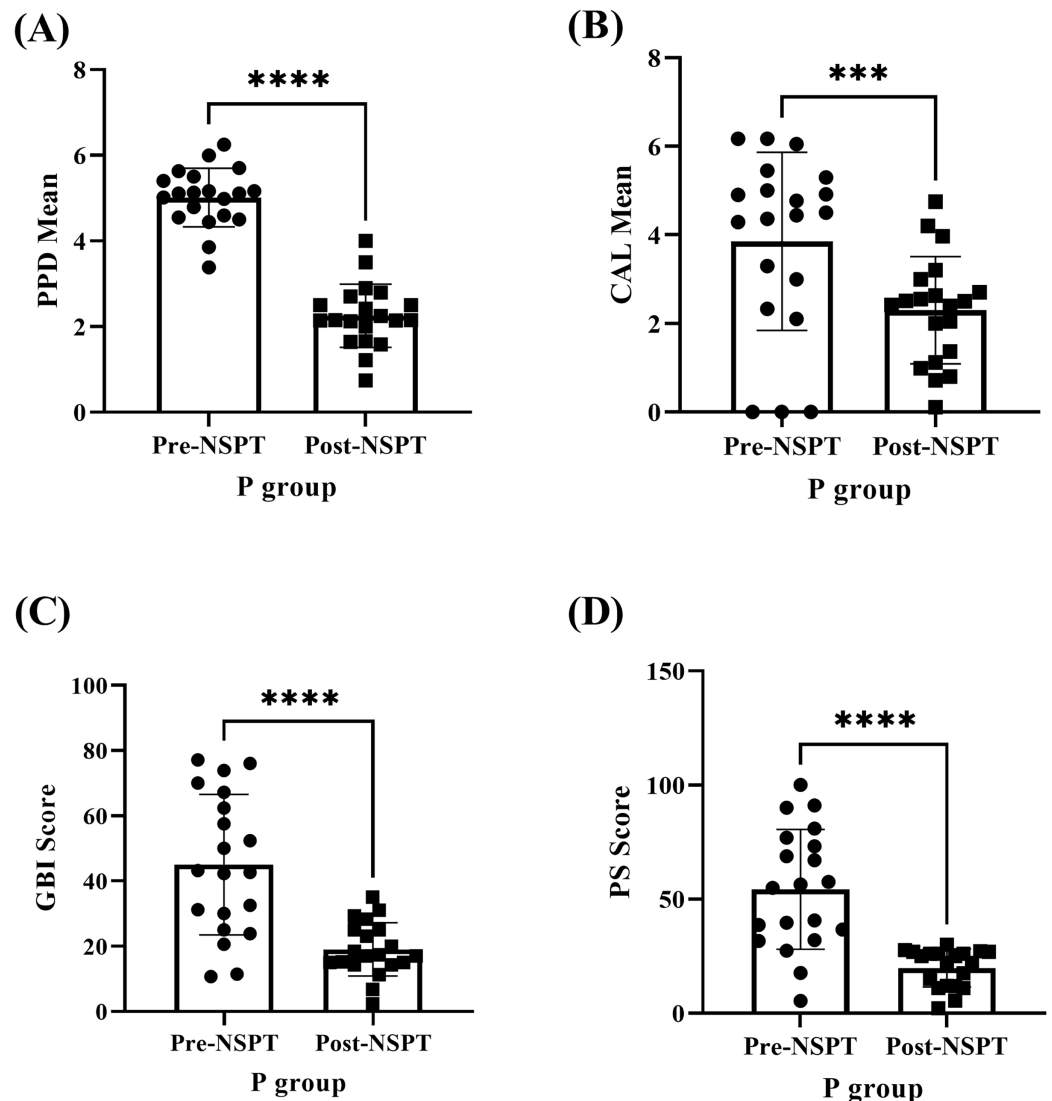 (A)
PPD Mean
8
6
4
2
0
****
Pre-NSPT Post-NSPT
P group
(B)
CAL Mean
8
6
4
2
0
***
Pre-NSPT Post-NSPT
P group
(C)
GBI Score
100
80
60
40
20
0
****
Pre-NSPT Post-NSPT
P group
(D)
PS Score
150
100
50
0
****
Pre-NSPT Post-NSPT
P group